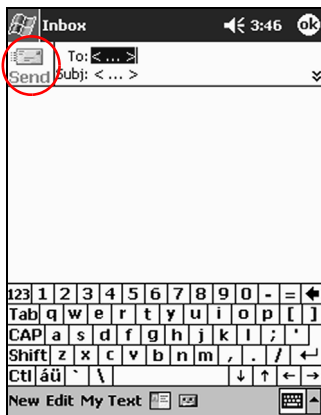 Inbox 3:46 ok
To: < ... >
Send Subj: < ... >
123 1 2 3 4 5 6 7 8 9 0 - =
Tab q w e r t y u i o p [ ]
CAP a s d f g h j k l ; '
Shift z x c v b n m , . /
Ctl áü ` \
New Edit My Text